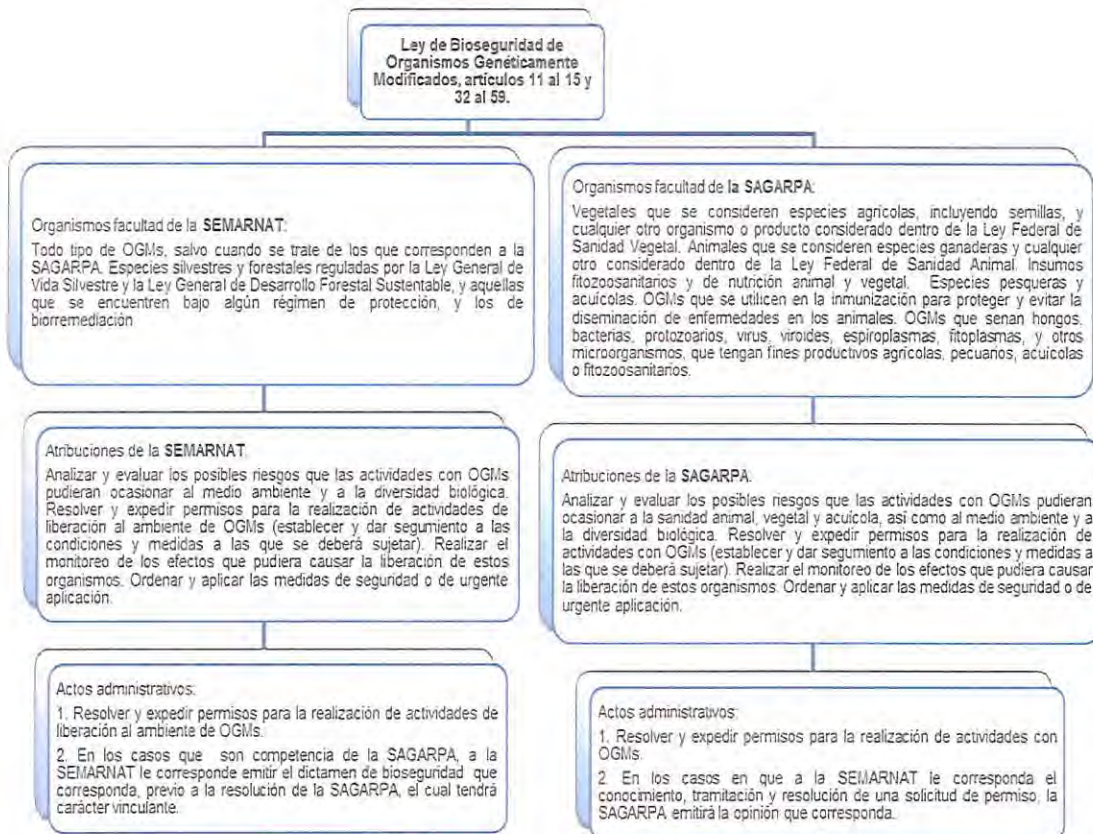 Ley de Bioseguridad de
Organismos Genéticamente
Modificados, artículos 11 al 15 y
32 al 59.
Organismos facultad de la SEMARNAT:
Todo tipo de OGMs, salvo cuando se trate de los que corresponden a la
SAGARPA. Especies silvestres y forestales reguladas por la Ley General de
Vida Silvestre y la Ley General de Desarrollo Forestal Sustentable, y aquellas
que se encuentren bajo algún régimen de protección, y los de
biorremediación
Organismos facultad de la SAGARPA:
Vegetales que se consideren especies agrícolas, incluyendo semillas, y
cualquier otro organismo o producto considerado dentro de la Ley Federal de
Sanidad Vegetal. Animales que se consideren especies ganaderas y cualquier
otro considerado dentro de la Ley Federal de Sanidad Animal. Insumos
fitozoosanitarios y de nutrición animal y vegetal. Especies pesqueras y
acuícolas. OGMs que se utilicen en la inmunización para proteger y evitar la
diseminación de enfermedades en los animales. OGMs que senan hongos,
bacterias, protozoarios, virus, viroides, espiroplasmas, fitoplasmas, y otros
microorganismos, que tengan fines productivos agrícolas, pecuarios, acuícolas
o fitozoosanitarios.
Atribuciones de la SEMARNAT.
Analizar y evaluar los posibles riesgos que las actividades con OGMs
pudieran ocasionar al medio ambiente y a la diversidad biológica.
Resolver y expedir permisos para la realización de actividades de
liberación al ambiente de OGMs (establecer y dar segumiento a las
condiciones y medidas a las que se deberá sujetar). Realizar el
monitoreo de los efectos que pudiera causar la liberación de estos
organismos. Ordenar y aplicar las medidas de seguridad o de urgente
aplicación.
Atribuciones de la SAGARPA.
Analizar y evaluar los posibles riesgos que las actividades con OGMs pudieran
ocasionar a la sanidad animal, vegetal y acuícola, así como al medio ambiente y a
la diversidad biológica. Resolver y expedir permisos para la realización de
actividades con OGMs (establecer y dar segumiento a las condiciones y medidas a
las que se deberá sujetar). Realizar el monitoreo de los efectos que pudiera causar
la liberación de estos organismos. Ordenar y aplicar las medidas de seguridad o de
urgente aplicación.
Actos administrativos:
1. Resolver y expedir permisos para la realización de actividades de
liberación al ambiente de OGMs.
2. En los casos que son competencia de la SAGARPA, a la
SEMARNAT le corresponde emitir el dictamen de bioseguridad que
corresponda, previo a la resolución de la SAGARPA, el cual tendrá
carácter vinculante.
Actos administrativos:
1. Resolver y expedir permisos para la realización de actividades con
OGMs.
2. En los casos en que a la SEMARNAT le corresponda el
conocimiento, tramitación y resolución de una solicitud de permiso, la
SAGARPA emitirá la opinión que corresponda.